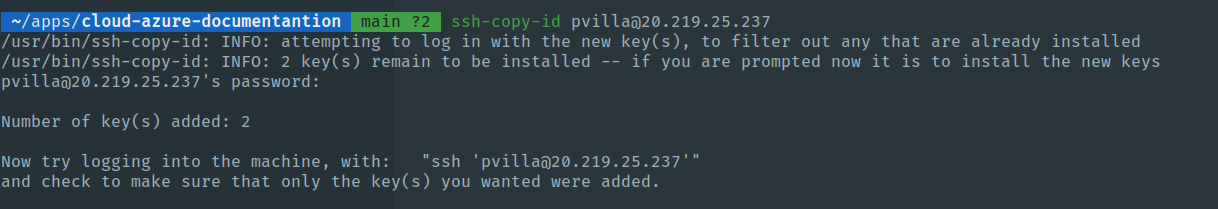 ~/apps/cloud-azure-documentantion main ?2 ssh-copy-id pvilla@20.219.25.237
/usr/bin/ssh-copy-id: INFO: attempting to log in with the new key(s), to filter out any that are already installed
/usr/bin/ssh-copy-id: INFO: 2 key(s) remain to be installed -- if you are prompted now it is to install the new keys
pvilla@20.219.25.237's password:
Number of key(s) added: 2
Now try logging into the machine, with:   "ssh 'pvilla@20.219.25.237'"
and check to make sure that only the key(s) you wanted were added.